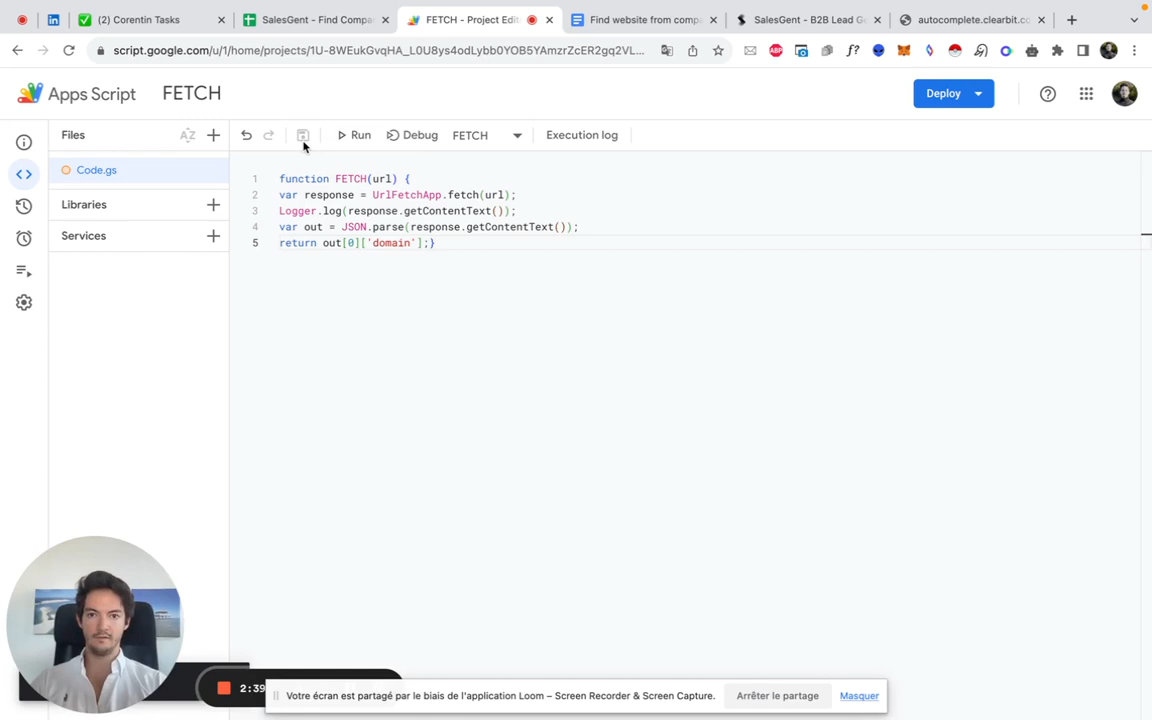 (2) Corentin Tasks
SalesGent - Find Compa
FETCH - Project Edit
Find website from comp
SalesGent - B2B Lead Ge
autocomplete.clearbit.co
script.google.com/u/1/home/projects/1U-8WEukGvqHA_L0U8ys4odLybb0YOB5YAmzrZcER2gq2VL...
Apps Script
FETCH
Deploy
Files
Run
Debug
FETCH
Execution log
Code.gs
Libraries
Services
1 function FETCH(url) {
2 var response = UrlFetchApp.fetch(url);
3 Logger.log(response.getContentText());
4 var out = JSON.parse(response.getContentText());
5 return out[0]['domain'];}
2:39
Votre écran est partagé par le biais de l'application Loom – Screen Recorder & Screen Capture.
Arrêter le partage
Masquer